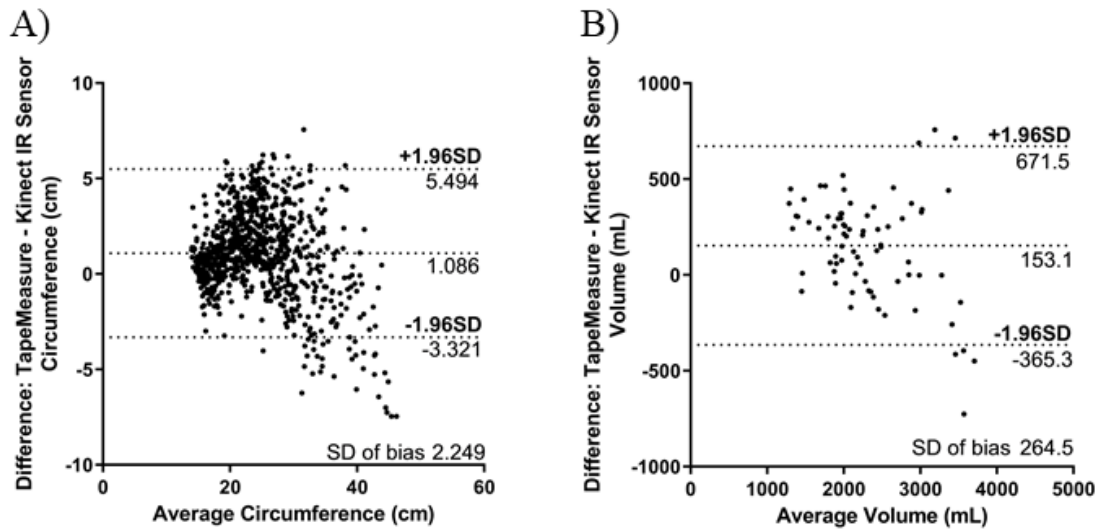 A)
Difference: TapeMeasure - Kinect IR Sensor
Circumference (cm)
10
5
0
-5
-10
+1.96SD
5.494
1.086
-1.96SD
-3.321
SD of bias 2.249
0
20
40
60
Average Circumference (cm)
B)
Difference: TapeMeasure - Kinect IR Sensor
Volume (mL)
1000
500
0
-500
-1000
+1.96SD
671.5
153.1
-1.96SD
-365.3
SD of bias 264.5
0
1000
2000
3000
4000
5000
Average Volume (mL)